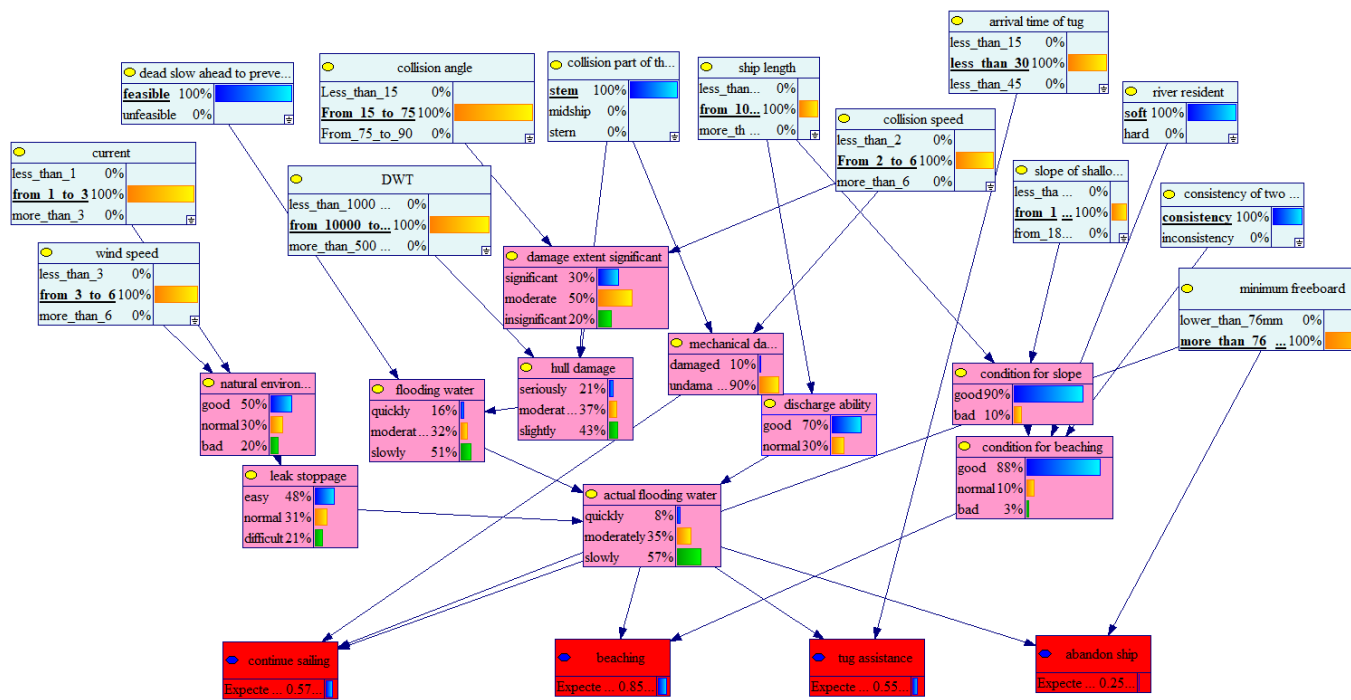 arrival time of tug
less_than_15 0%
less_than_30 100%
less_than_45 0%
dead slow ahead to preve...
feasible 100%
unfeasible 0%
collision angle
Less_than_15 0%
From_15_to_75 100%
From_75_to_90 0%
collision part of th...
stem 100%
midship 0%
stern 0%
ship length
less_than... 0%
from_10... 100%
more_th ... 0%
collision speed
less_than_2 0%
From_2_to_6 100%
more_than_6 0%
river resident
soft 100%
hard 0%
current
less_than_1 0%
from_1_to_3 100%
more_than_3 0%
DWT
less_than_1000 ... 0%
from_10000_to... 100%
more_than_500 ... 0%
slope of shallo...
less_tha ... 0%
from_1 ... 100%
from_18... 0%
consistency of two ...
consistency 100%
inconsistency 0%
wind speed
less_than_3 0%
from_3_to_6 100%
more_than_6 0%
damage extent significant
significant 30%
moderate 50%
insignificant 20%
minimum freeboard
lower_than_76mm 0%
more_than_76 ... 100%
mechanical da...
damaged 10%
undama ... 90%
natural environ...
good 50%
normal 30%
bad 20%
flooding water
quickly 16%
moderat ... 32%
slowly 51%
hull damage
seriously 21%
moderat ... 37%
slightly 43%
discharge ability
good 70%
normal 30%
condition for slope
good 90%
bad 10%
condition for beaching
good 88%
normal 10%
bad 3%
leak stoppage
easy 48%
normal 31%
difficult 21%
actual flooding water
quickly 8%
moderately 35%
slowly 57%
continue sailing
Expecte ... 0.57...
beaching
Expecte ... 0.85...
tug assistance
Expecte ... 0.55...
abandon ship
Expecte ... 0.25...